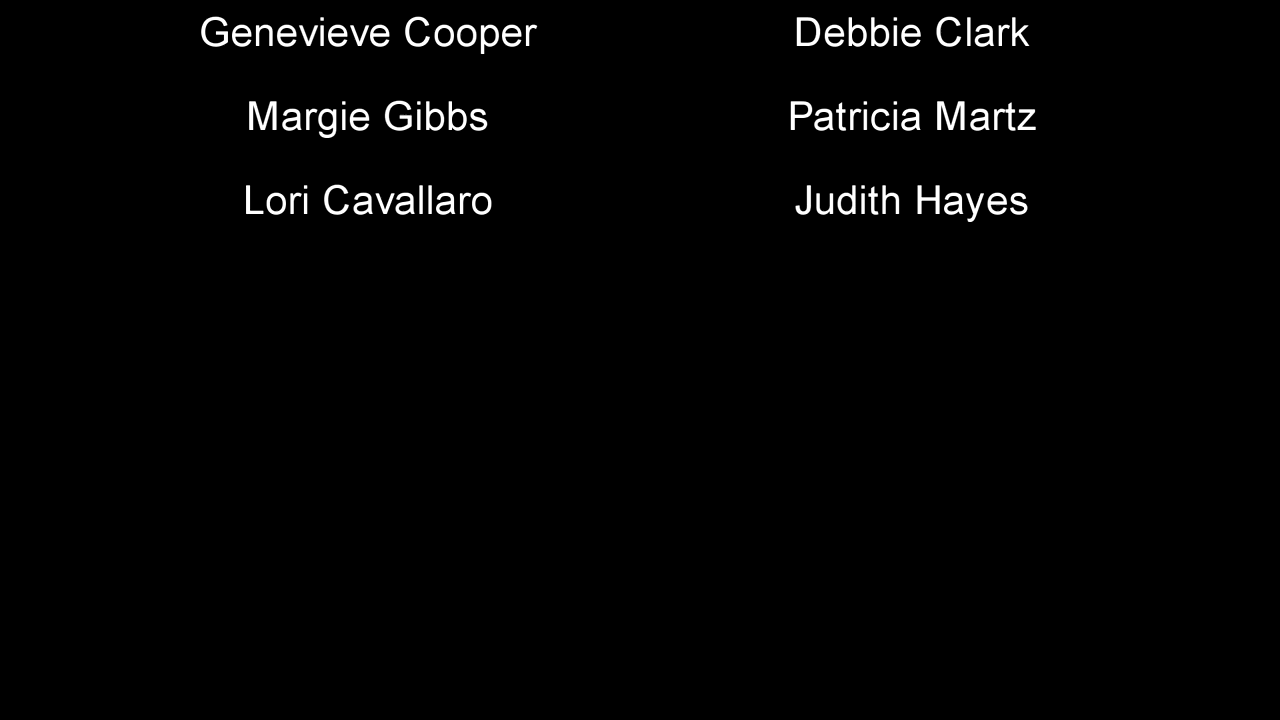 Genevieve Cooper Debbie Clark
Margie Gibbs Patricia Martz
Lori Cavallaro Judith Hayes